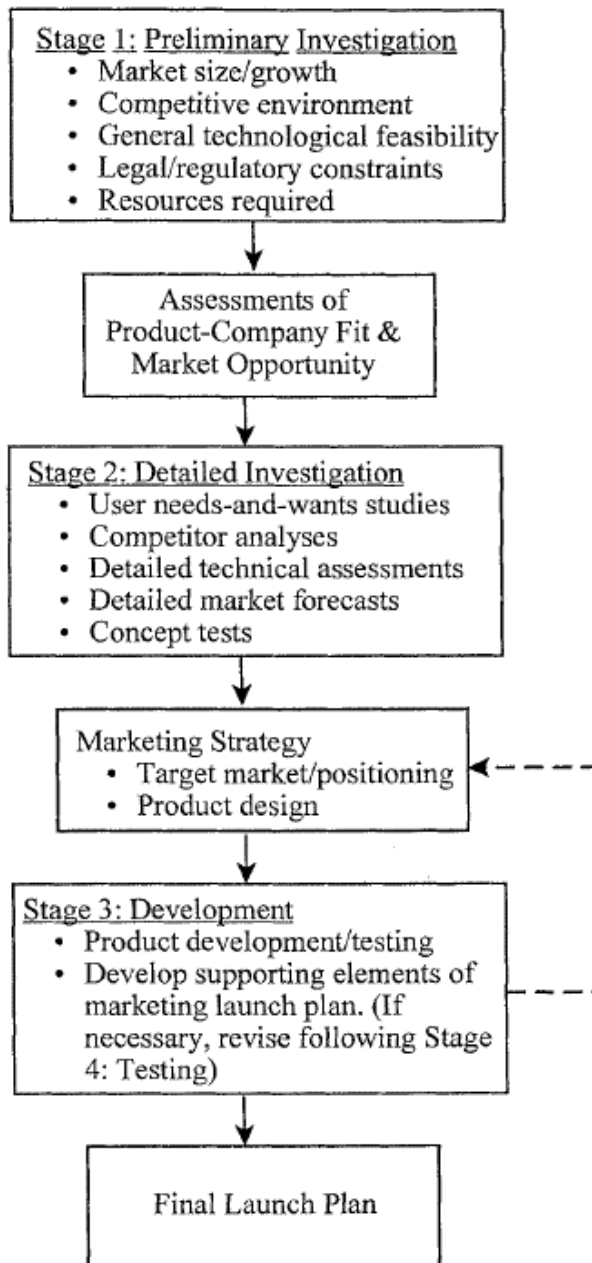 Stage 1: Preliminary Investigation
• Market size/growth
• Competitive environment
• General technological feasibility
• Legal/regulatory constraints
• Resources required
Assessments of
Product-Company Fit &
Market Opportunity
Stage 2: Detailed Investigation
• User needs-and-wants studies
• Competitor analyses
• Detailed technical assessments
• Detailed market forecasts
• Concept tests
Marketing Strategy
• Target market/positioning
• Product design
Stage 3: Development
• Product development/testing
• Develop supporting elements of
marketing launch plan. (If
necessary, revise following Stage
4: Testing)
Final Launch Plan